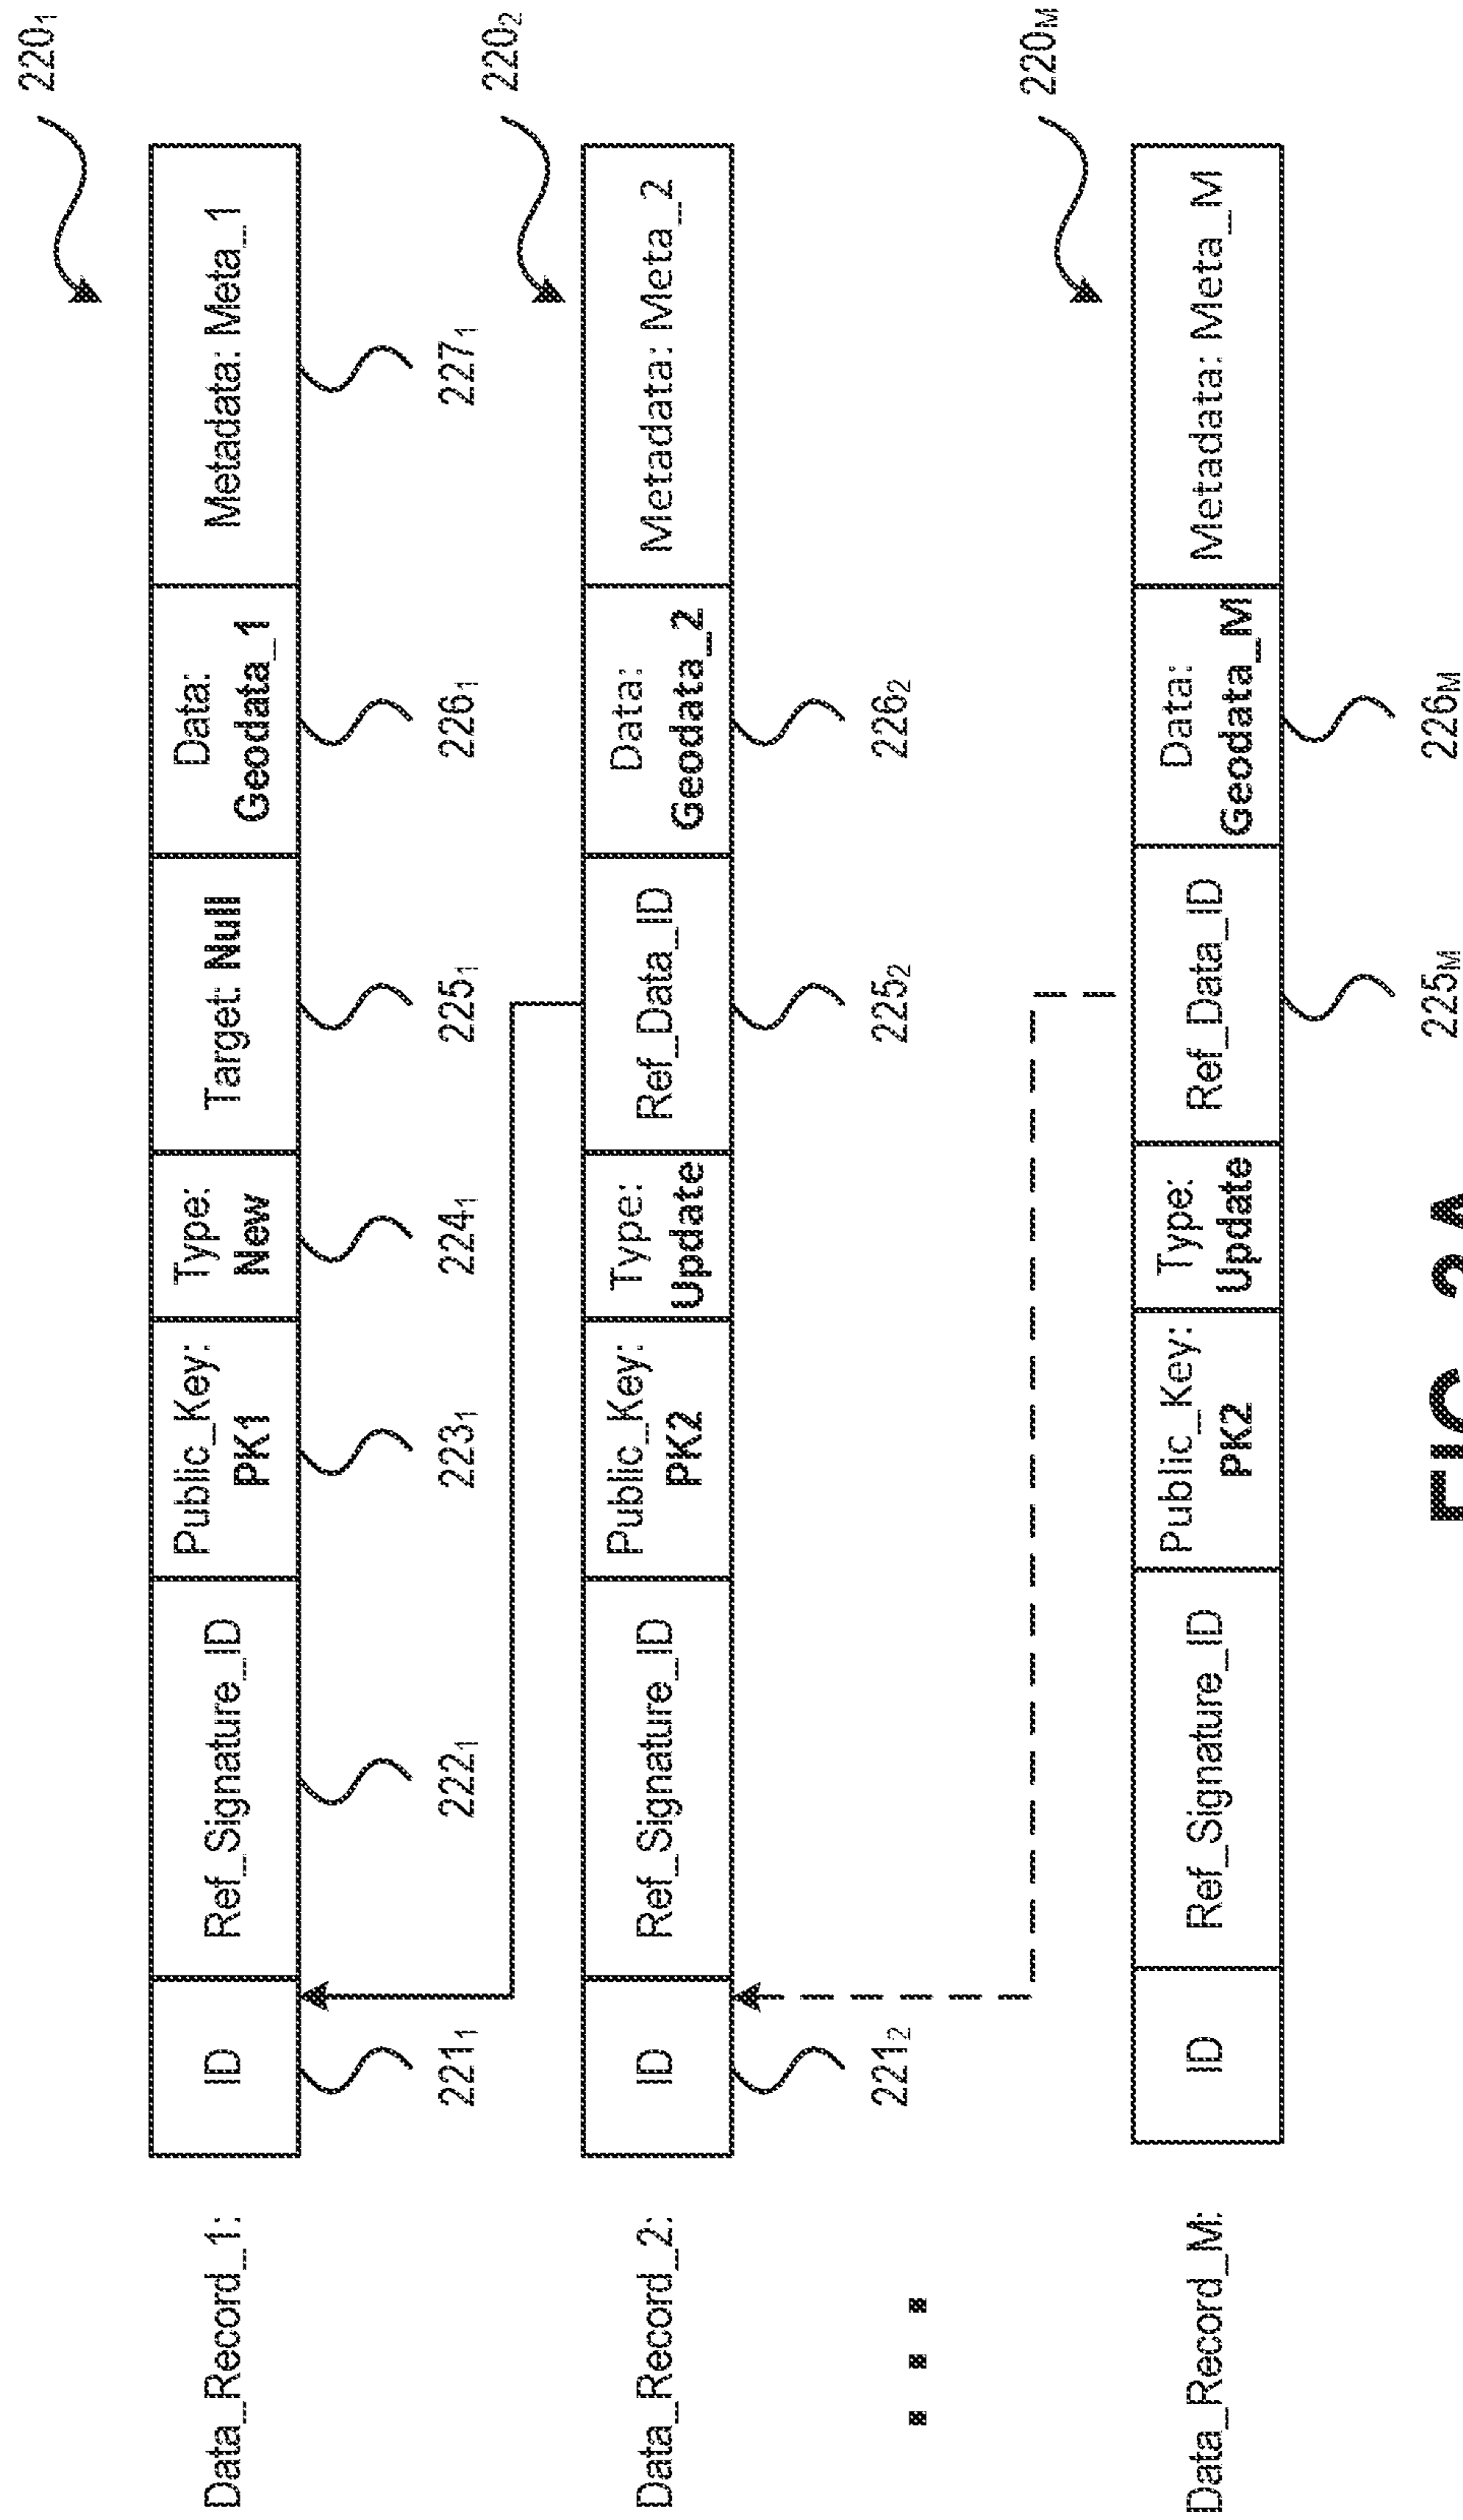 220₁
Data_Record_1:
ID
Ref_Signature_ID
Public_Key:
PK1
Type:
New
Target: Null
Data:
Geodata_1
Metadata: Meta_1
221₁
222₁
223₁
224₁
225₁
226₁
227₁
220₂
Data_Record_2:
ID
Ref_Signature_ID
Public_Key:
PK2
Type:
Update
Ref_Data_ID
Data:
Geodata_2
Metadata: Meta_2
221₂
225₂
226₂
. . .
220M
Data_Record_M:
ID
Ref_Signature_ID
Public_Key:
PK2
Type:
Update
Ref_Data_ID
Data:
Geodata_M
Metadata: Meta_M
225M
226M